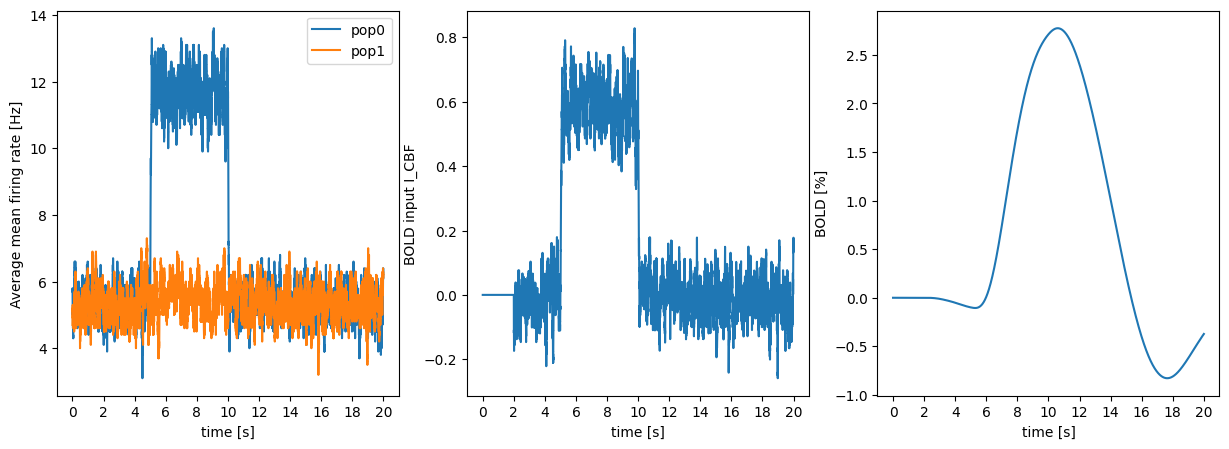 Average mean firing rate [Hz]
14
12
10
8
6
4
pop0
pop1
0 2 4 6 8 10 12 14 16 18 20
time [s]
BOLD input I_CBF
0.8
0.6
0.4
0.2
0.0
−0.2
0 2 4 6 8 10 12 14 16 18 20
time [s]
BOLD [%]
2.5
2.0
1.5
1.0
0.5
0.0
−0.5
−1.0
0 2 4 6 8 10 12 14 16 18 20
time [s]